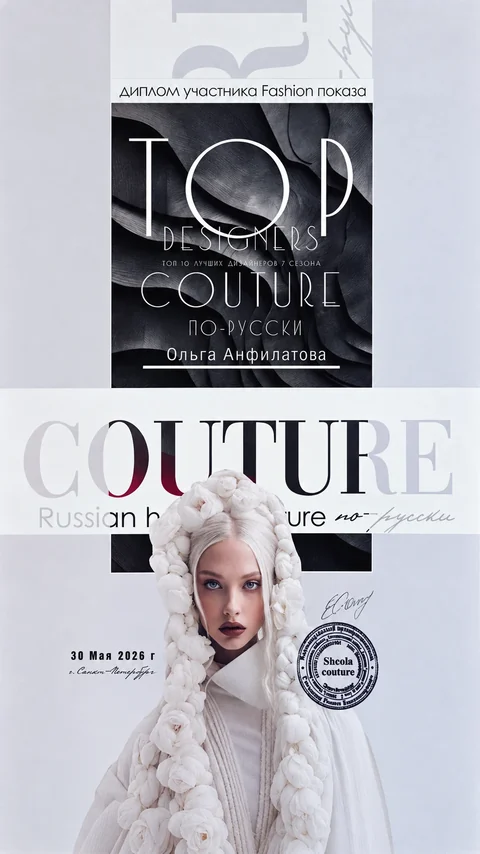 ДИПЛОМ участника Fashion показа
TOP
DESIGNERS
ТОП 10 ЛУЧШИХ ДИЗАЙНЕРОВ 7 СЕЗОНА
COUTURE
ПО-РУССКИ
Ольга Анфилатова
COUTURE
Russian h ture по-русски
30 Мая 2026 г
г. Санкт-Петербург
Shcola
couture